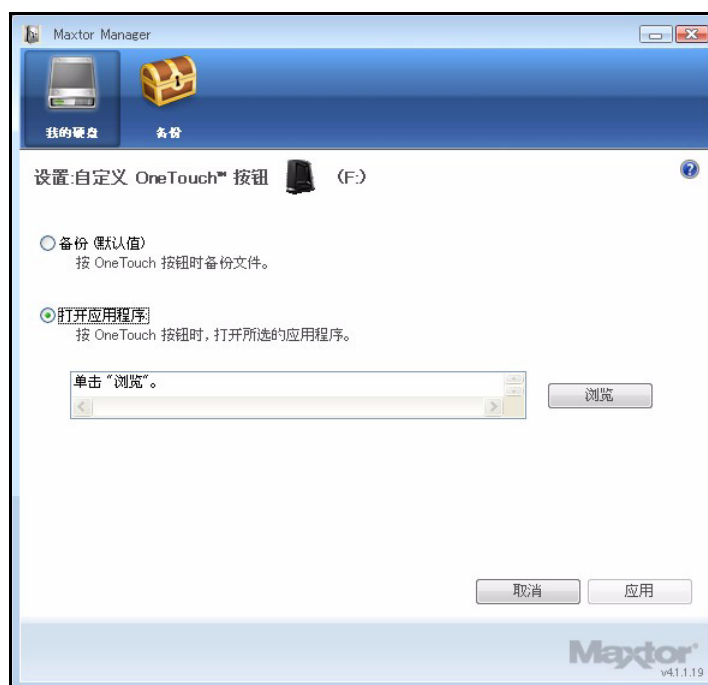 Maxtor Manager
我的硬盘
备份
设置:自定义 OneTouch™ 按钮 (F:)
备份 (默认值)
按 OneTouch 按钮时备份文件。
打开应用程序
按 OneTouch 按钮时，打开所选的应用程序。
单击“浏览”。
浏览
取消
应用
Maxtor
v4.1.1.19